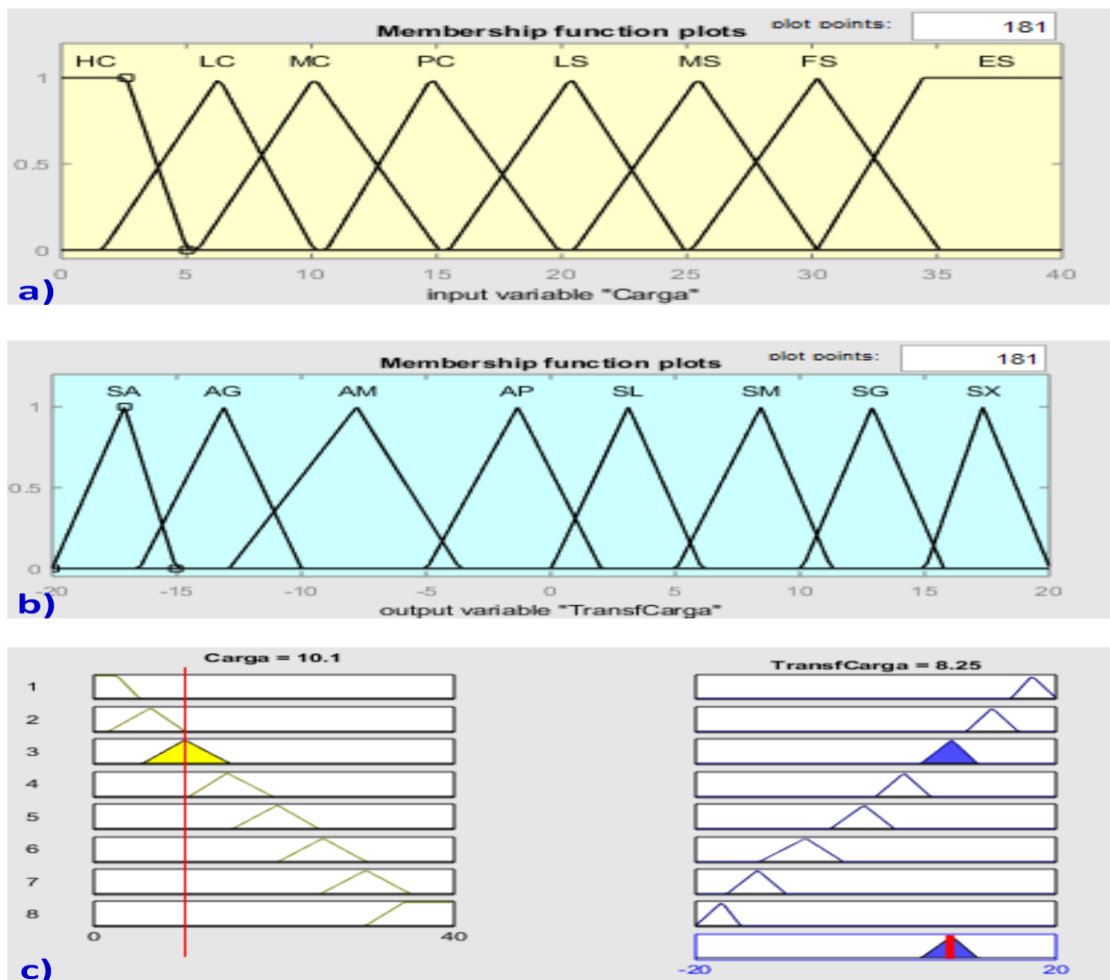 Membership function plots plot points: 181
HC LC MC PC LS MS FS ES
1
0.5
0
0 5 10 15 20 25 30 35 40
input variable "Carga"
a)
Membership function plots plot points: 181
SA AG AM AP SL SM SG SX
1
0.5
0
-20 -15 -10 -5 0 5 10 15 20
output variable "TransfCarga"
b)
Carga = 10.1 TransfCarga = 8.25
1
2
3
4
5
6
7
8
0 40
-20 20
c)